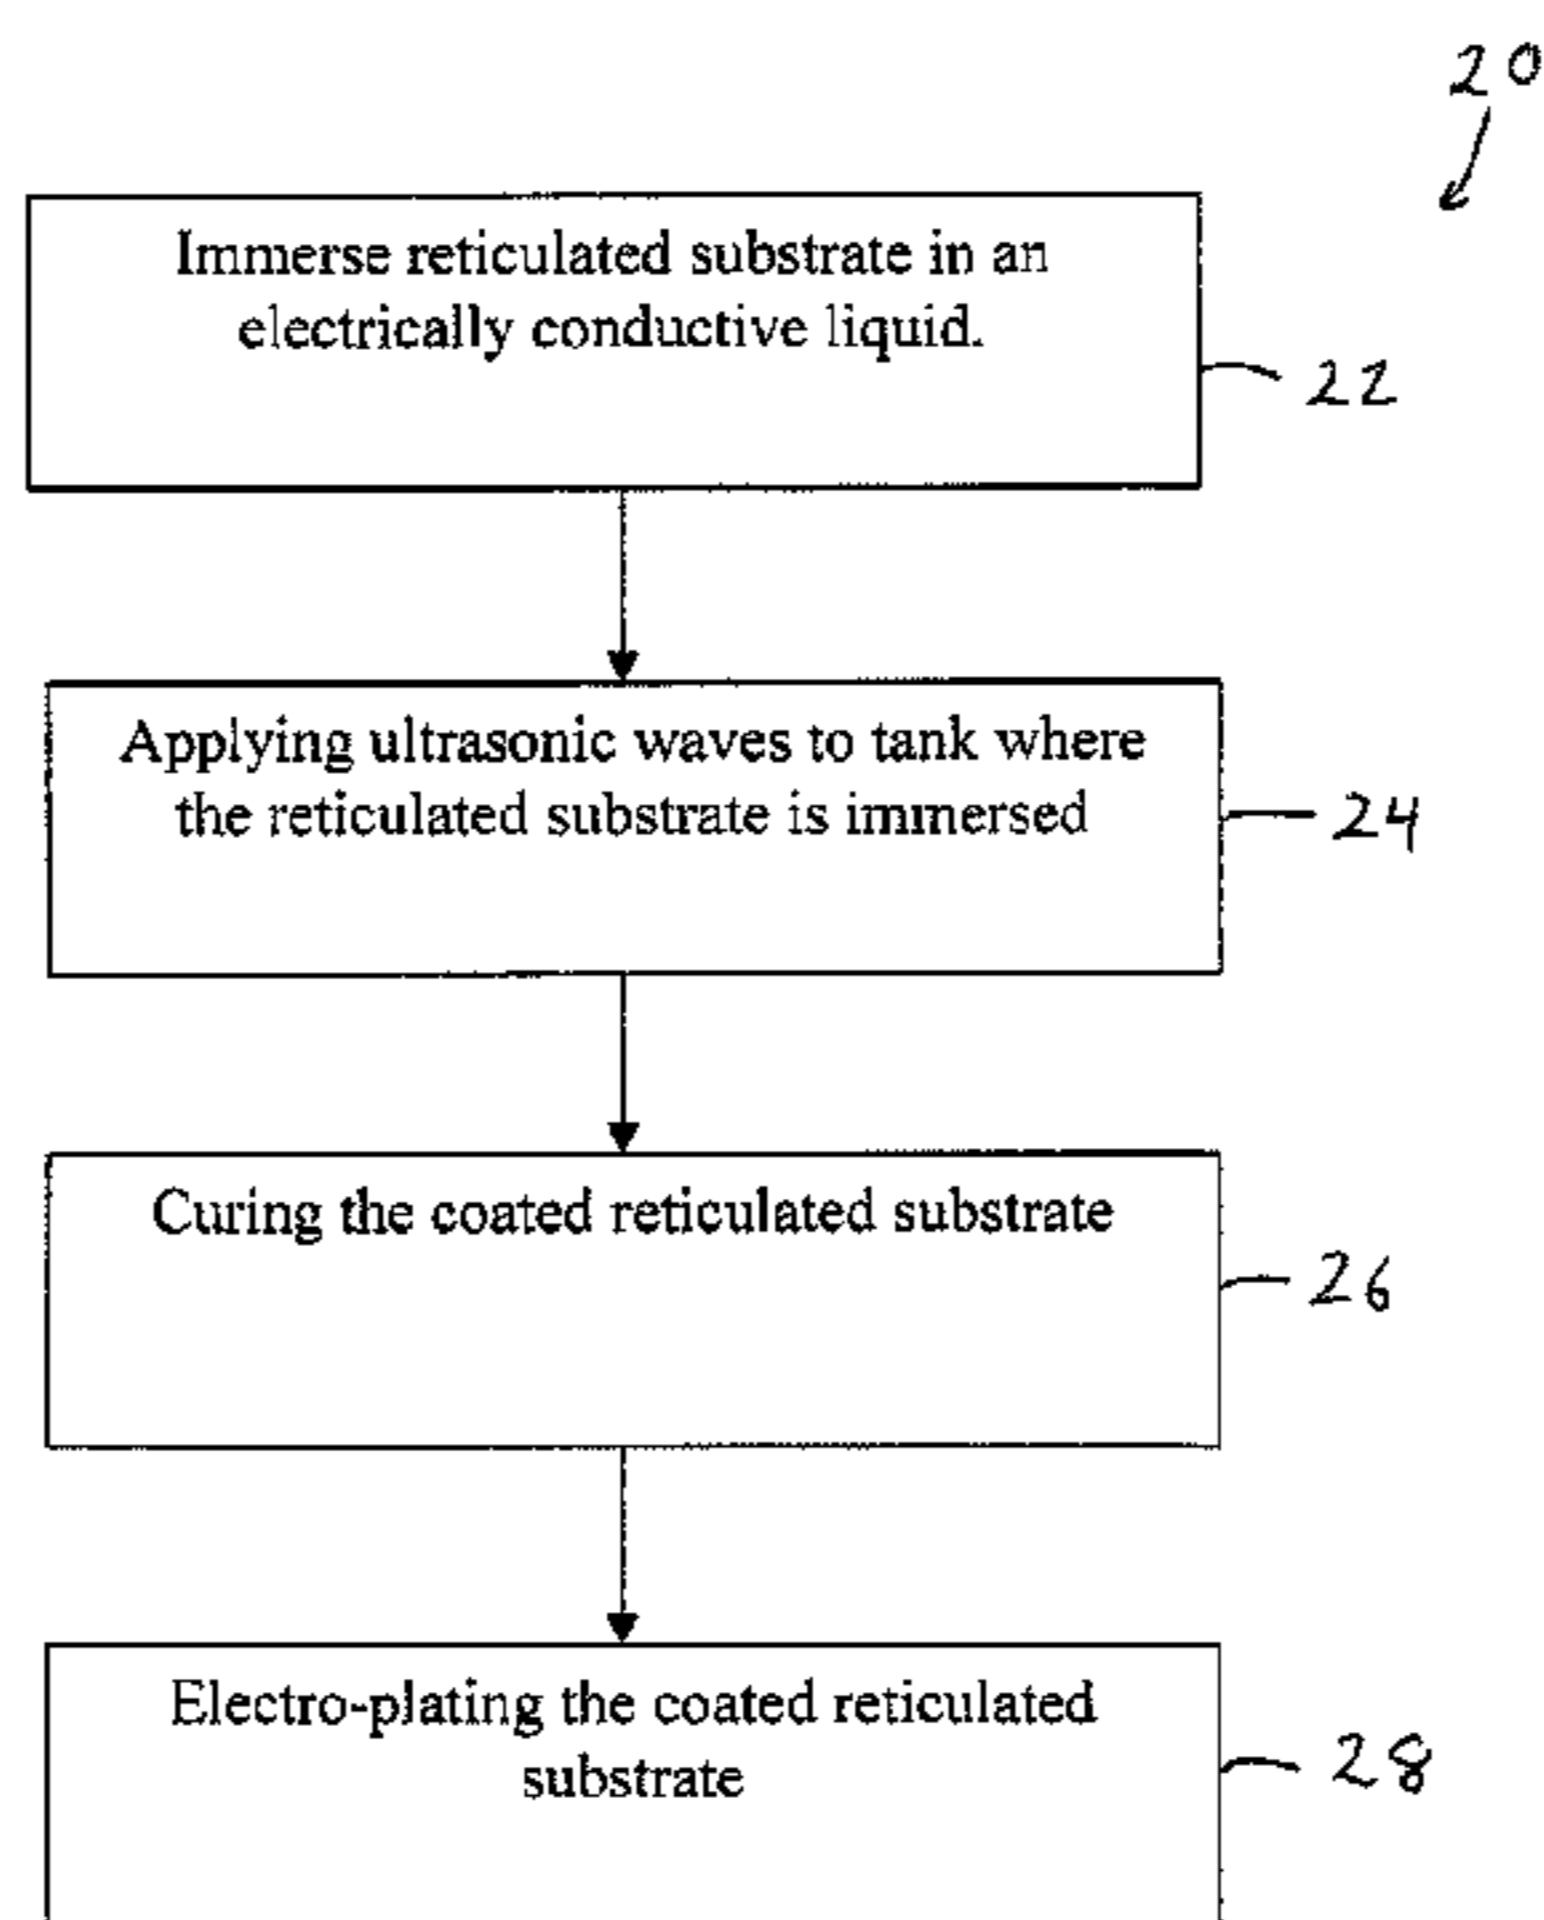 20
Immerse reticulated substrate in an
electrically conductive liquid.
22
Applying ultrasonic waves to tank where
the reticulated substrate is immersed
24
Curing the coated reticulated substrate
26
Electro-plating the coated reticulated
substrate
28